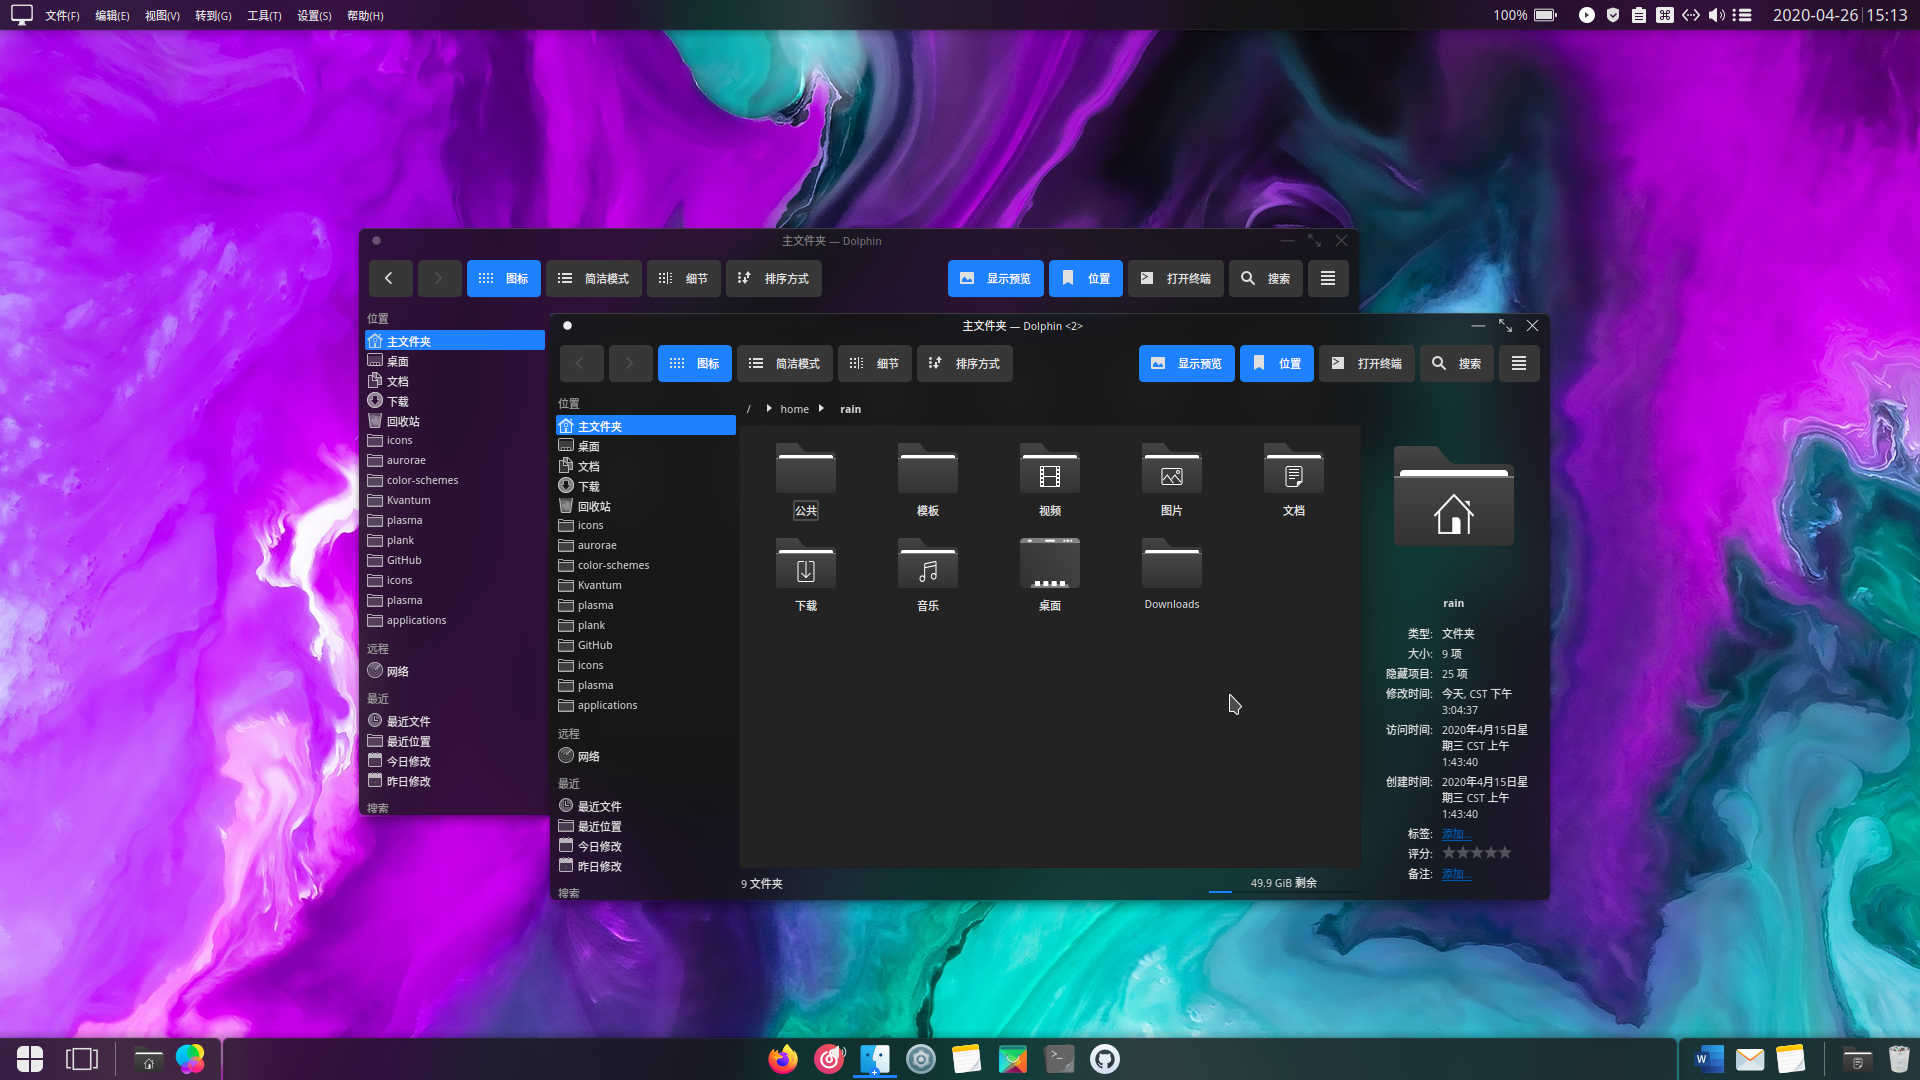 文件(F) 编辑(E) 视图(V) 转到(G) 工具(T) 设置(S) 帮助(H)
100%
2020-04-26 15:13
主文件夹 — Dolphin
图标 简洁模式 细节 排序方式 显示预览 位置 打开终端 搜索
位置
主文件夹
桌面
文档
下载
回收站
icons
aurorae
color-schemes
Kvantum
plasma
plank
GitHub
icons
plasma
applications
远程
网络
最近
最近文件
最近位置
今日修改
昨日修改
搜索
主文件夹 — Dolphin <2>
图标 简洁模式 细节 排序方式 显示预览 位置 打开终端 搜索
位置
主文件夹
桌面
文档
下载
回收站
icons
aurorae
color-schemes
Kvantum
plasma
plank
GitHub
icons
plasma
applications
远程
网络
最近
最近文件
最近位置
今日修改
昨日修改
搜索
/ home rain
公共 模板 视频 图片 文档
下载 音乐 桌面 Downloads
9 文件夹
49.9 GiB 剩余
rain
类型: 文件夹
大小: 9 项
隐藏项目: 25 项
修改时间: 今天, CST 下午
3:04:37
访问时间: 2020年4月15日星
期三 CST 上午
1:43:40
创建时间: 2020年4月15日星
期三 CST 上午
1:43:40
标签: 添加...
评分:
备注: 添加...
W